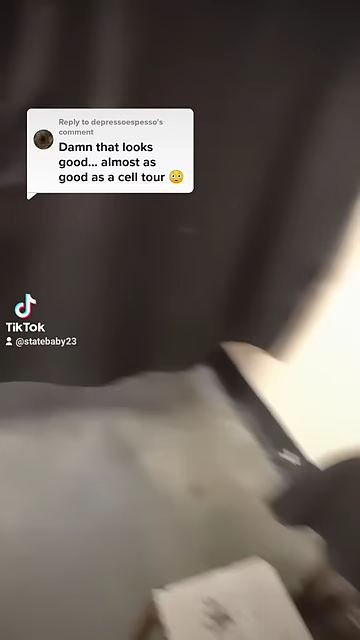 Reply to depressoespesso's
comment
Damn that looks
good... almost as
good as a cell tour 😳
TikTok
@statebaby23